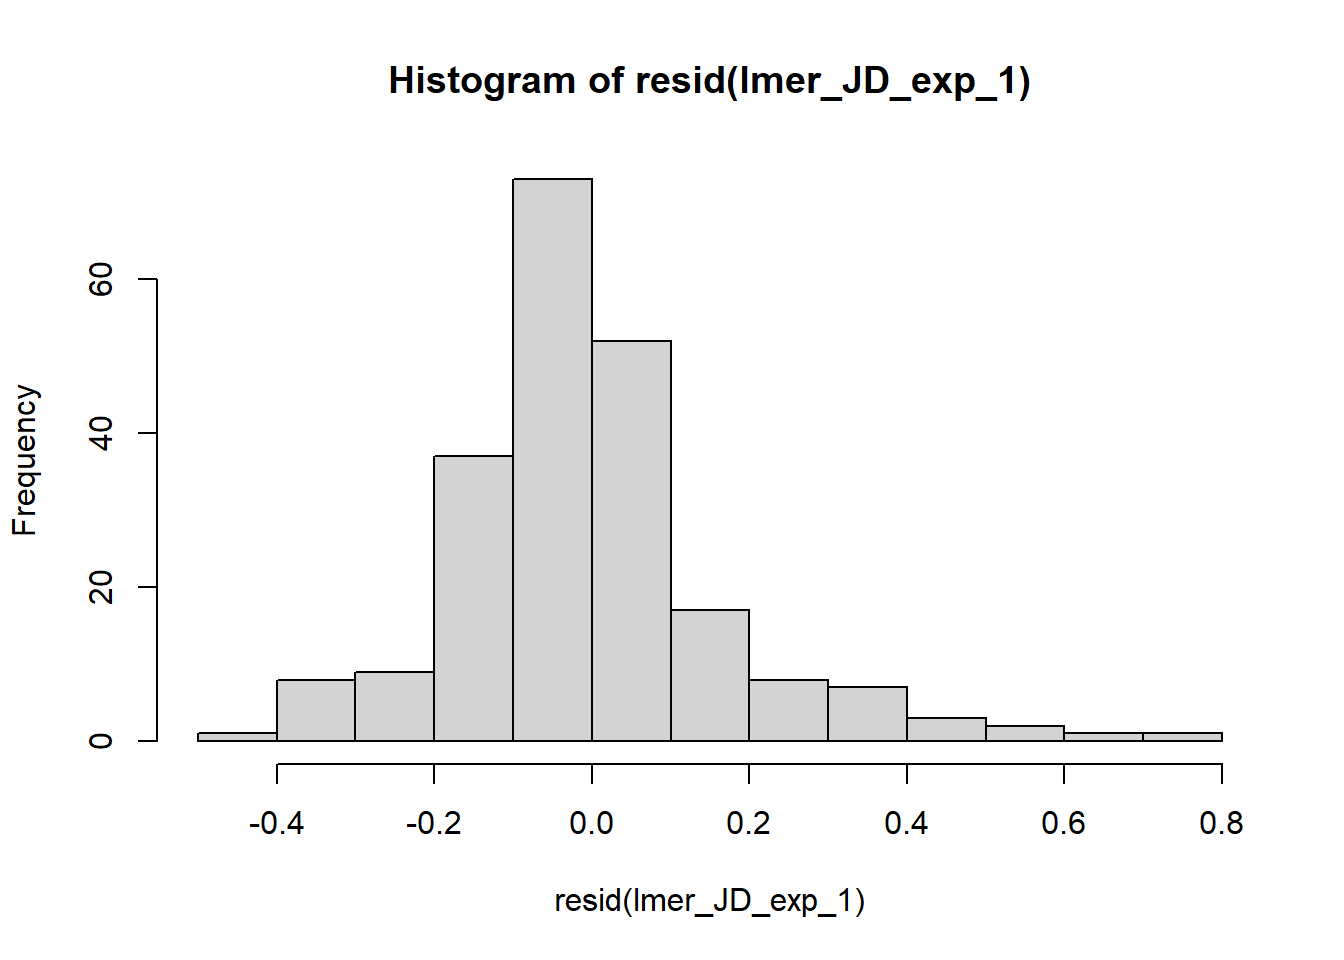 Histogram of resid(lmer_JD_exp_1)
Frequency
60
40
20
0
-0.4 -0.2 0.0 0.2 0.4 0.6 0.8
resid(lmer_JD_exp_1)